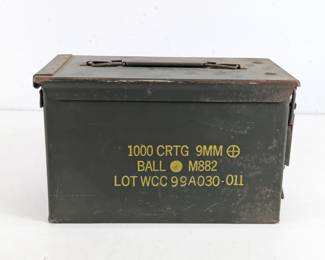 1000 CRTG 9MM ⊕
BALL M882
LOT WCC 99A030-011